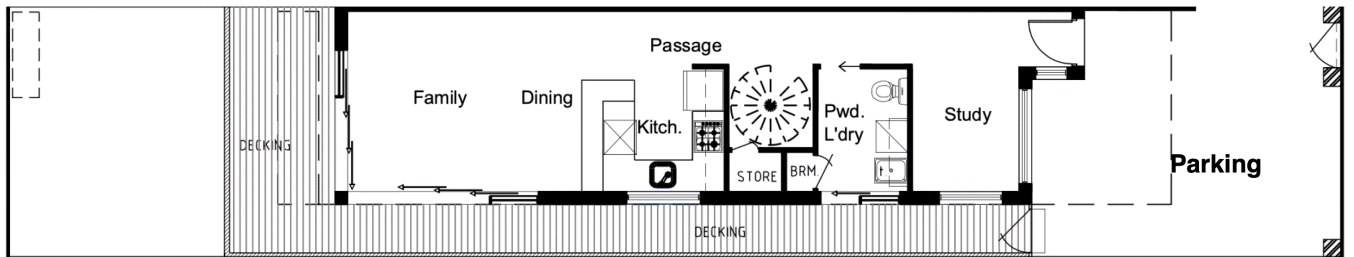 Passage
Family
Dining
Kitch.
Pwd.
L'dry
Study
DECKING
STORE
BRM.
Parking
DECKING